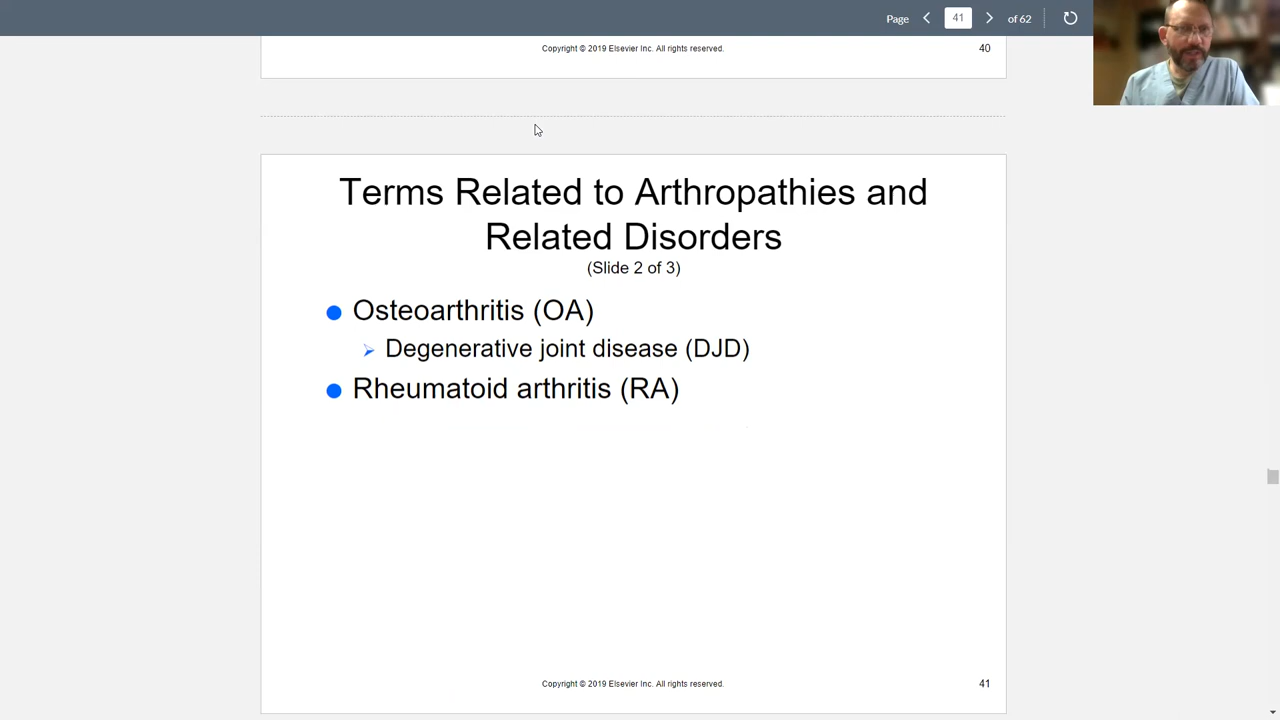 Page 41 of 62
Copyright © 2019 Elsevier Inc. All rights reserved. 40
Terms Related to Arthropathies and
Related Disorders
(Slide 2 of 3)
Osteoarthritis (OA)
Degenerative joint disease (DJD)
Rheumatoid arthritis (RA)
Copyright © 2019 Elsevier Inc. All rights reserved. 41